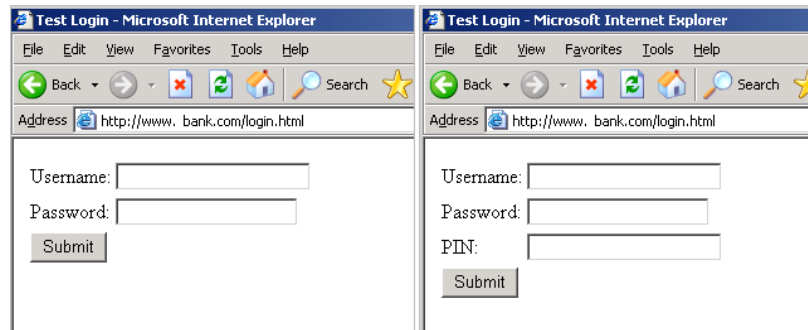 Test Login - Microsoft Internet Explorer
File Edit View Favorites Tools Help
Back Search
Address http://www. bank.com/login.html
Username:
Password:
Submit
Test Login - Microsoft Internet Explorer
File Edit View Favorites Tools Help
Back Search
Address http://www. bank.com/login.html
Username:
Password:
PIN:
Submit